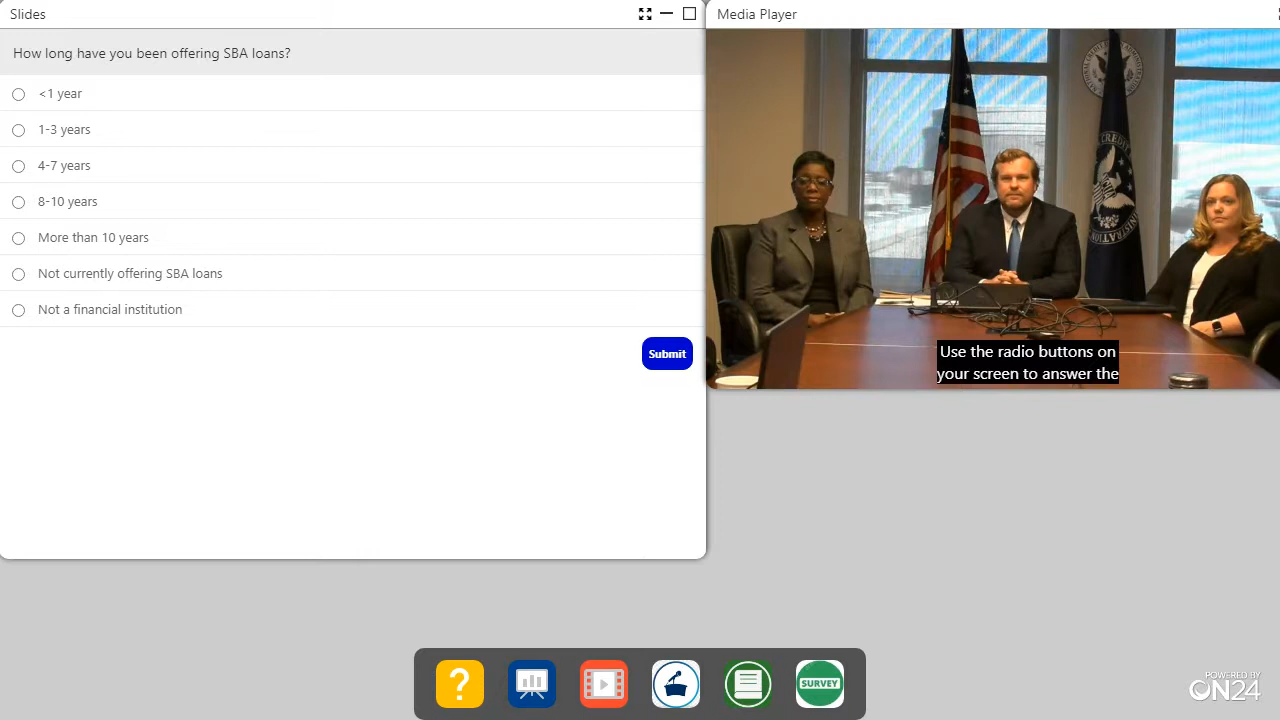 Slides
How long have you been offering SBA loans?
<1 year
1-3 years
4-7 years
8-10 years
More than 10 years
Not currently offering SBA loans
Not a financial institution
Submit
Media Player
Use the radio buttons on
your screen to answer the
?
SURVEY
POWERED BY
ON24